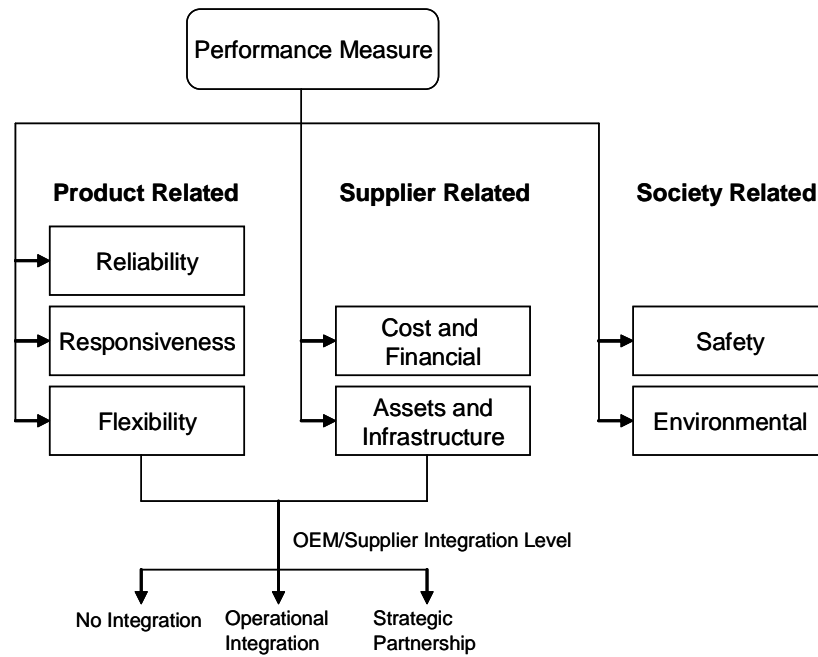 Performance Measure
Product Related
Supplier Related
Society Related
Reliability
Responsiveness
Cost and
Financial
Safety
Flexibility
Assets and
Infrastructure
Environmental
OEM/Supplier Integration Level
No Integration
Operational
Integration
Strategic
Partnership